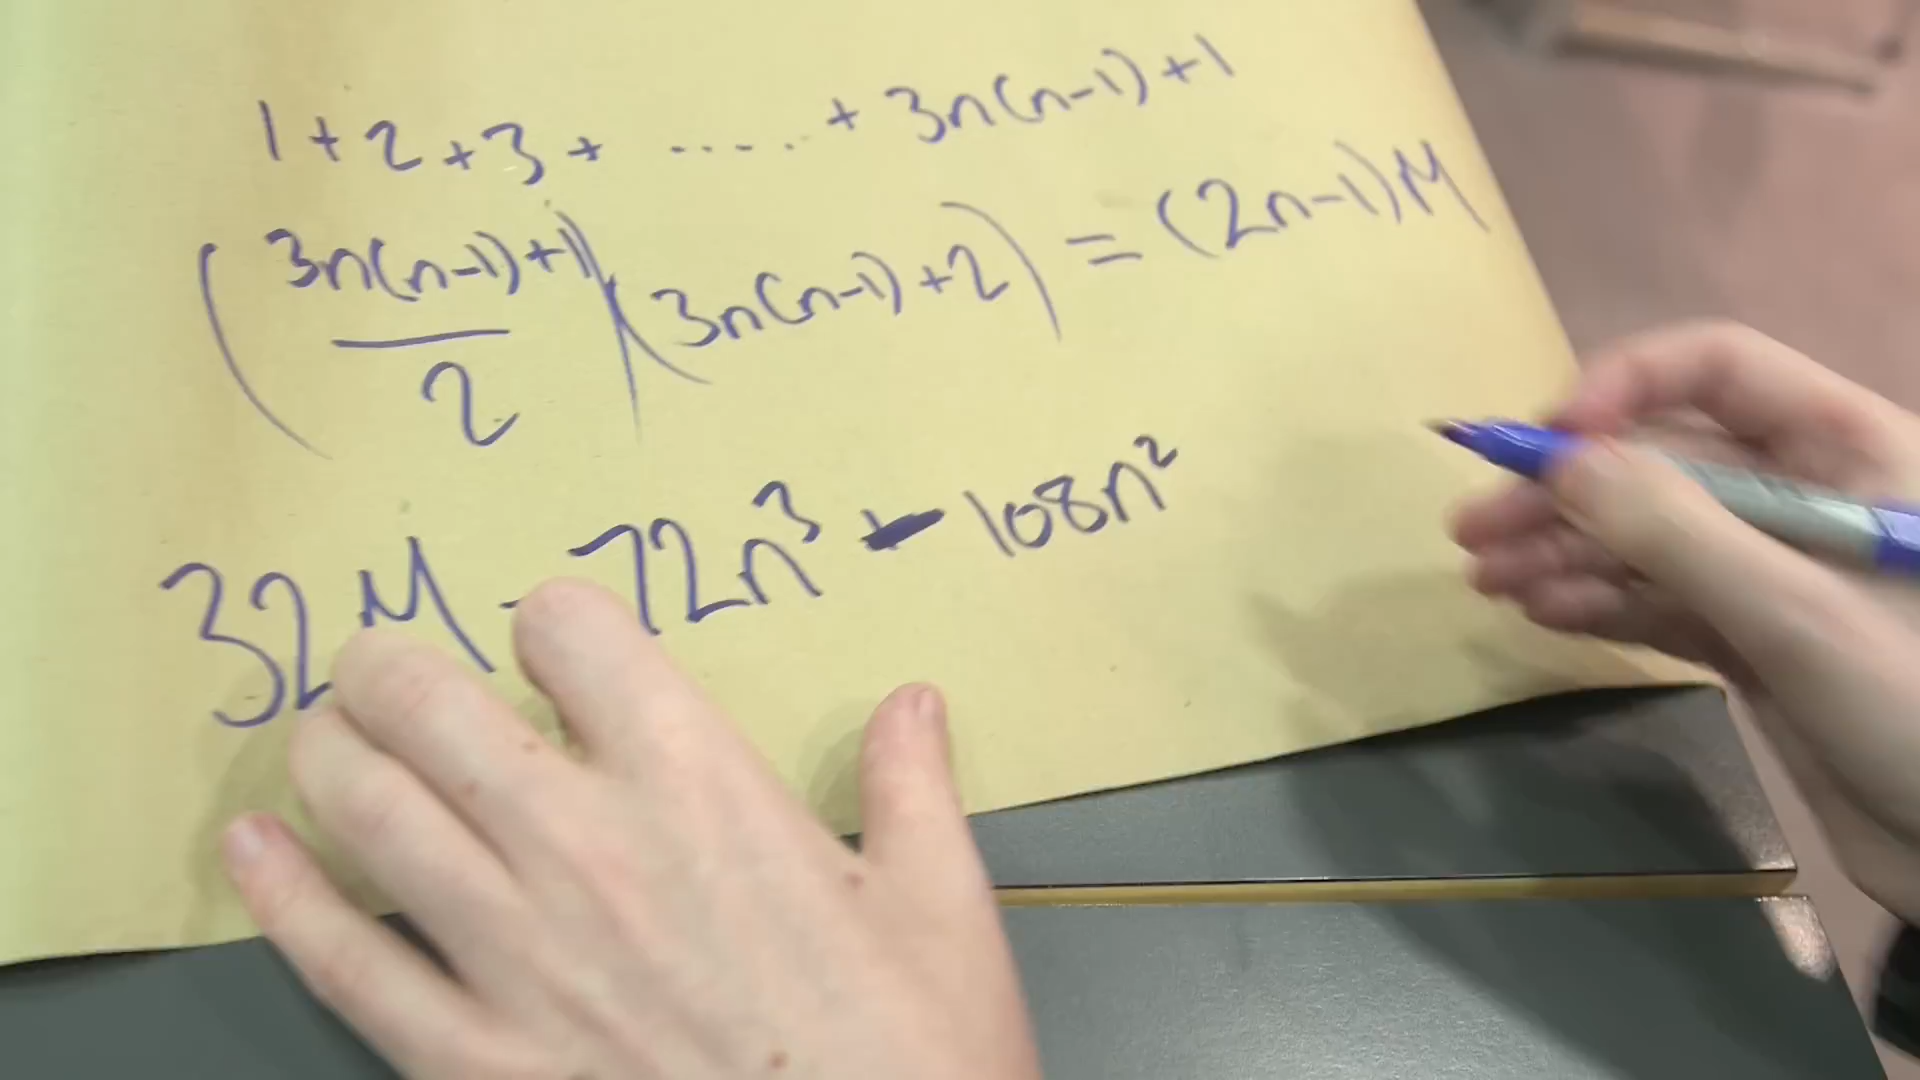 1 + 2 + 3 + ..... + 3n(n-1)+1
(3n(n-1)+1/2)(3n(n-1)+2) = (2n-1)M
32M - 72n³ - 108n²